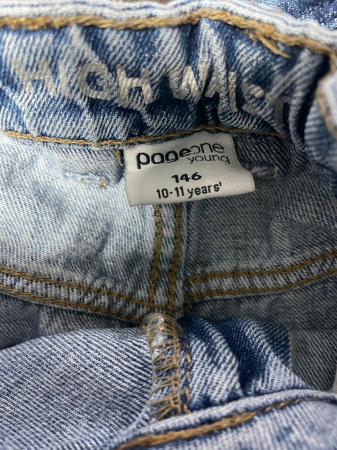 HIGH WAIST
pageone
young
146
10-11 years'